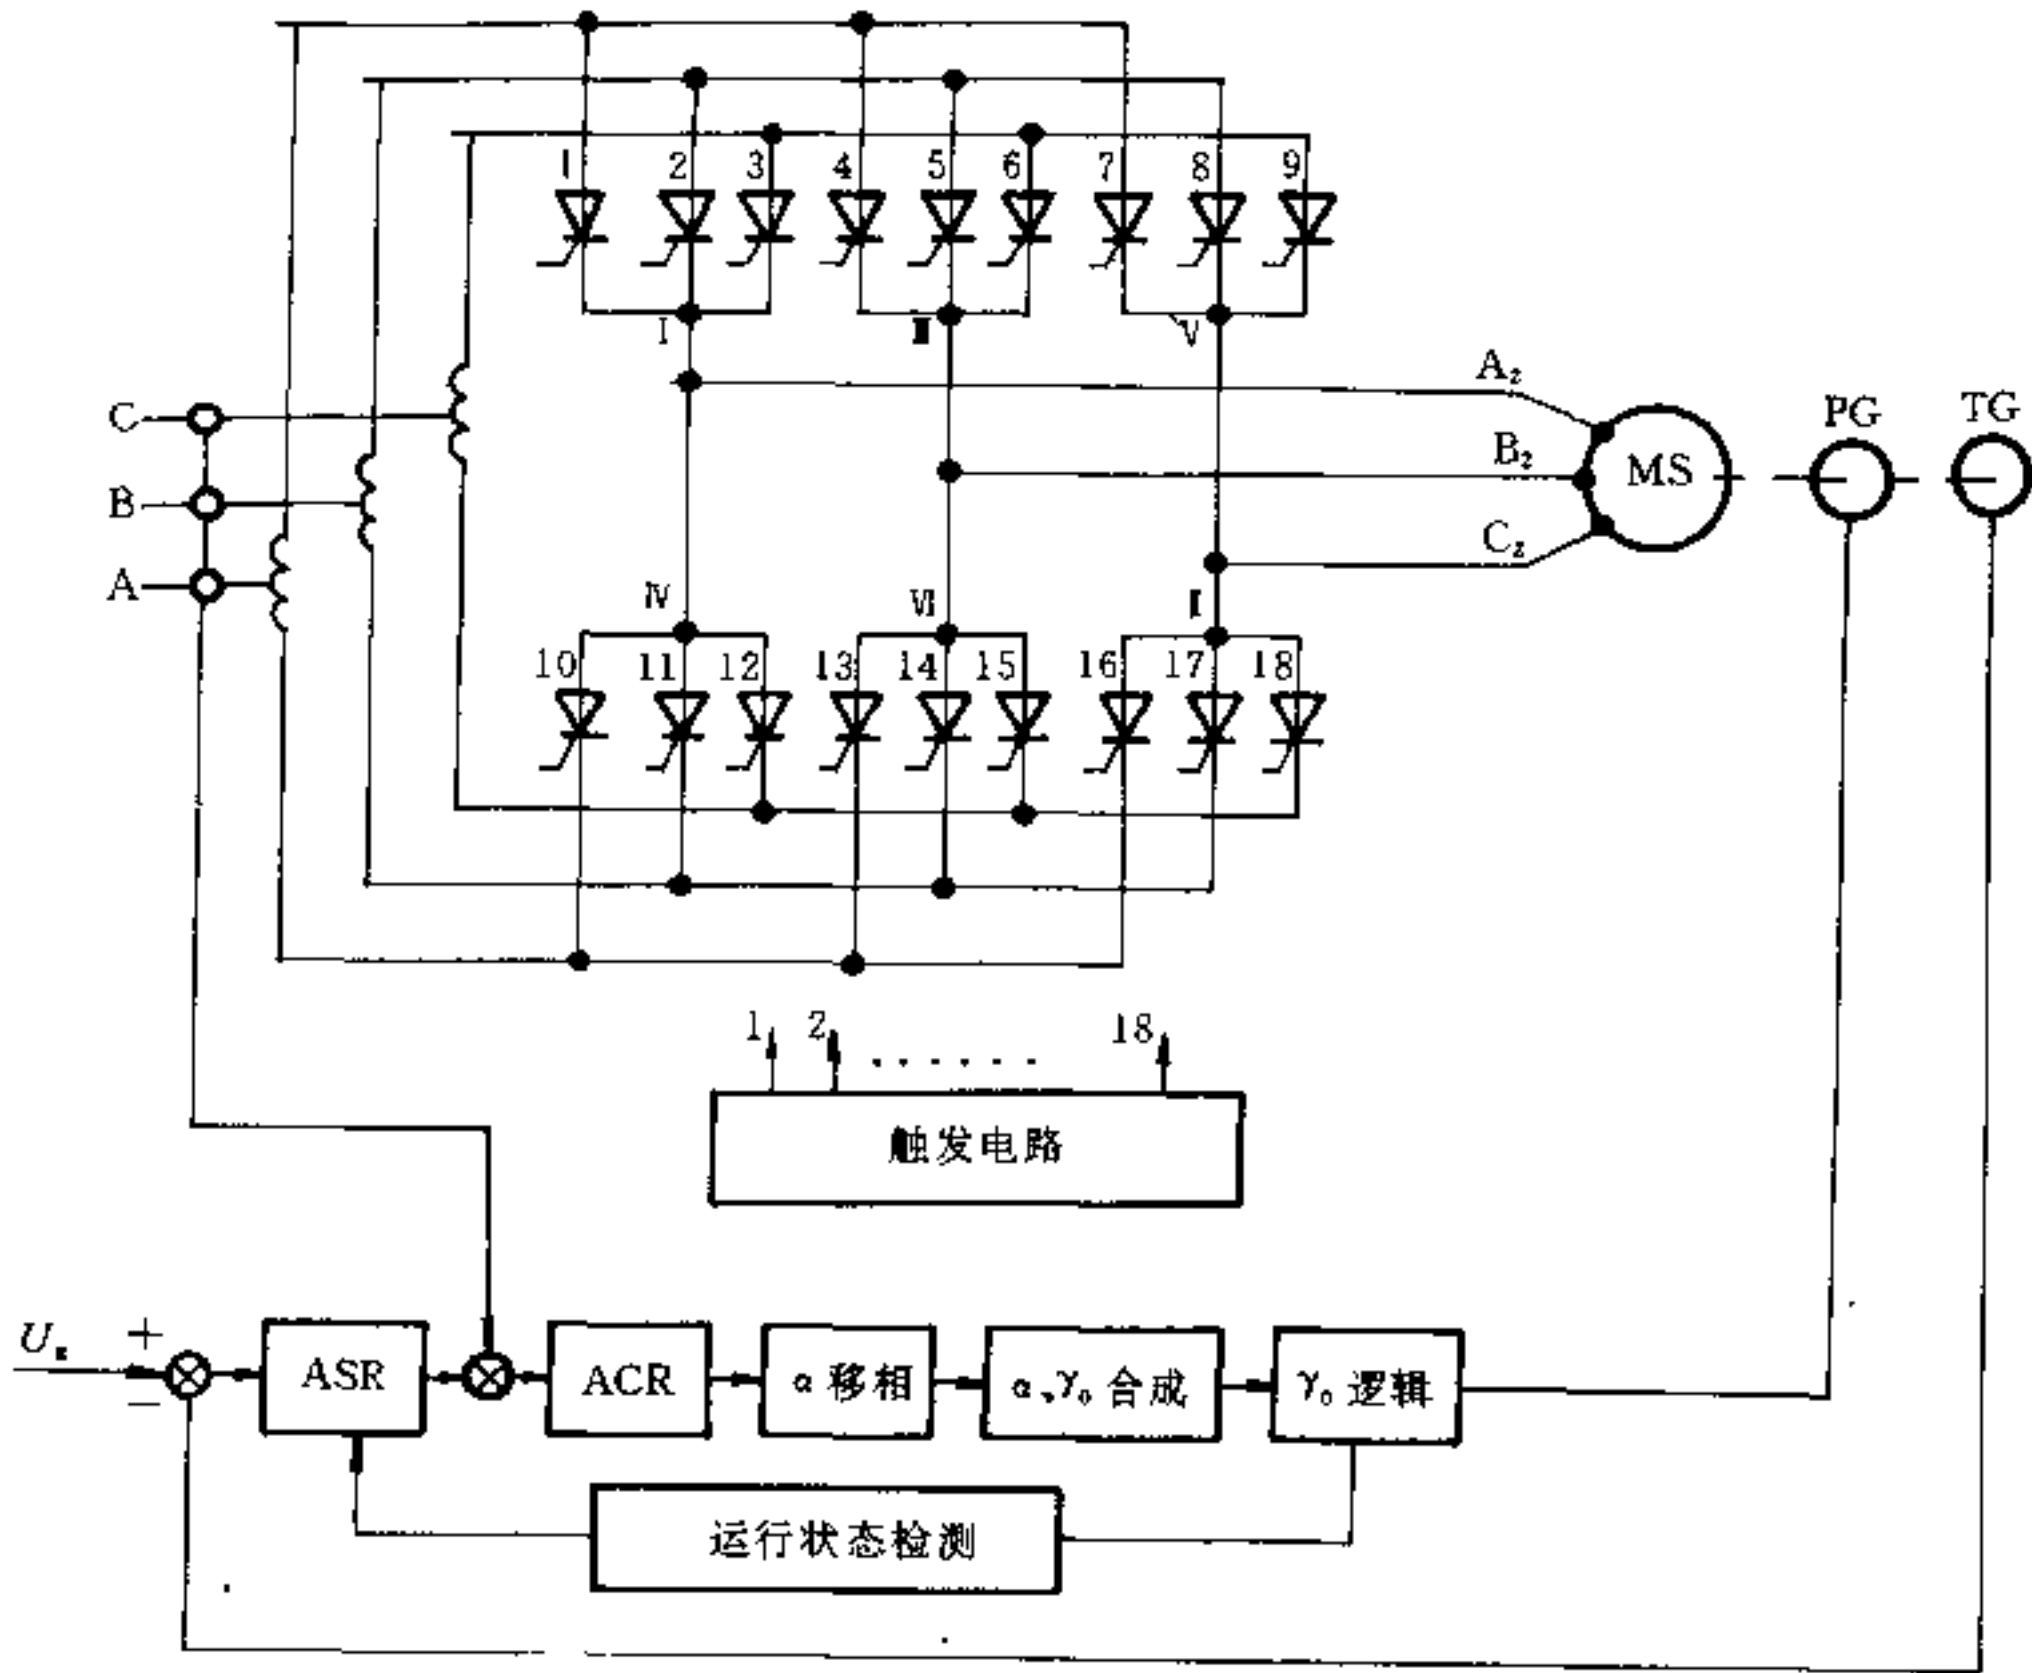 1 2 3 4 5 6 7 8 9
I Ⅲ V
A₂
C
PG TG
B₂
MS
B
C₂
A
Ⅳ Ⅵ
10 11 12 13 14 15 16 17 18
1 2 ...... 18
触发电路
U
+
−
ASR
ACR
α 移相
α、γ₀ 合成
γ₀ 逻辑
运行状态检测